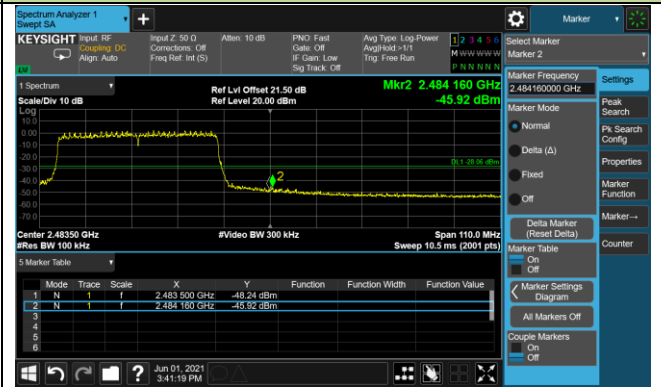 Spectrum Analyzer 1
Swept SA
Marker
KEYSIGHT
Input: RF
Coupling: DC
Align: Auto
Input Z: 50 Ω
Corrections: Off
Freq Ref: Int (S)
Atten: 10 dB
PNO: Fast
Gate: Off
IF Gain: Low
Sig Track: Off
Avg Type: Log-Power
Avg|Hold:>1/1
Trig: Free Run
1 2 3 4 5 6
M W W W W W
P N N N N N
Select Marker
Marker 2
1 Spectrum
Scale/Div 10 dB
Ref Lvl Offset 21.50 dB
Ref Level 20.00 dBm
Mkr2 2.484 160 GHz
-45.92 dBm
Log
10.0
0.00
-10.0
-20.0
-30.0
-40.0
-50.0
-60.0
-70.0
DL1 -28.06 dBm
2
Center 2.48350 GHz
#Res BW 100 kHz
#Video BW 300 kHz
Span 110.0 MHz
Sweep 10.5 ms (2001 pts)
5 Marker Table
Mode Trace Scale X Y Function Function Width Function Value
1 N 1 f 2.483 500 GHz -48.24 dBm
2 N 1 f 2.484 160 GHz -45.92 dBm
3
4
5
6
Marker Frequency
2.484160000 GHz
Marker Mode
Normal
Delta (Δ)
Fixed
Off
Delta Marker
(Reset Delta)
Marker Table
On
Off
Marker Settings
Diagram
All Markers Off
Couple Markers
On
Off
Settings
Peak
Search
Pk Search
Config
Properties
Marker
Function
Marker→
Counter
?
Jun 01, 2021
3:41:19 PM